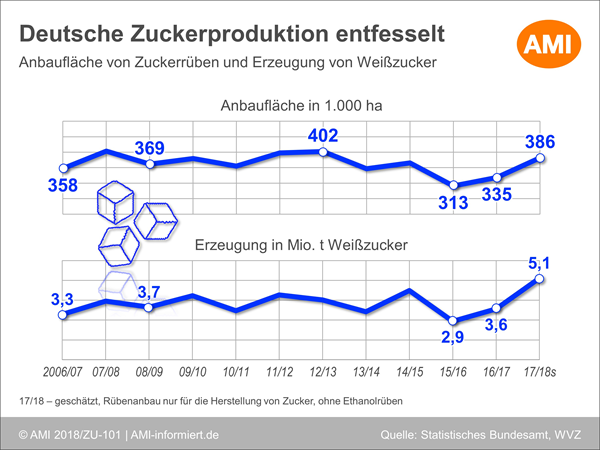 Deutsche Zuckerproduktion entfesselt
AMI
Anbaufläche von Zuckerrüben und Erzeugung von Weißzucker
Anbaufläche in 1.000 ha
358
369
402
313
335
386
Erzeugung in Mio. t Weißzucker
3,3
3,7
2,9
3,6
5,1
2006/07 07/08 08/09 09/10 10/11 11/12 12/13 13/14 14/15 15/16 16/17 17/18s
17/18 – geschätzt, Rübenanbau nur für die Herstellung von Zucker, ohne Ethanolrüben
© AMI 2018/ZU-101 | AMI-informiert.de
Quelle: Statistisches Bundesamt, WVZ